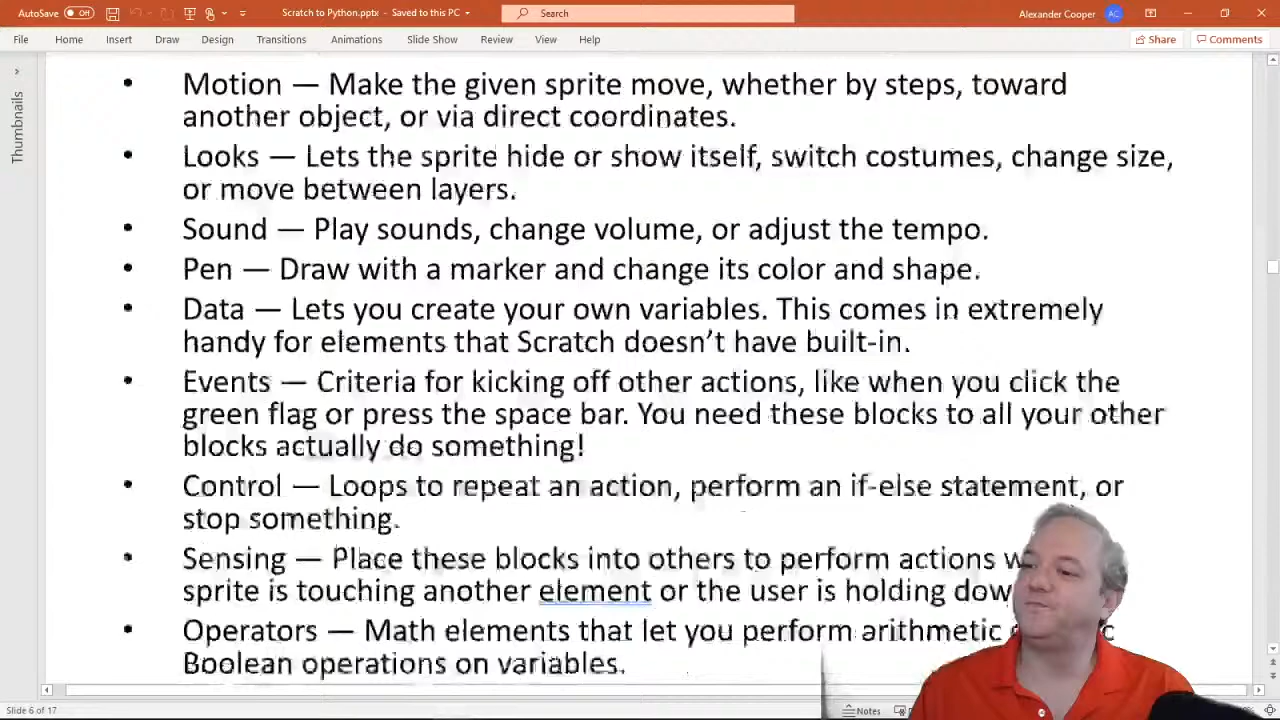 AutoSave Off Scratch to Python.pptx - Saved to this PC Search Alexander Cooper AC
File Home Insert Draw Design Transitions Animations Slide Show Review View Help Share Comments
Thumbnails
• Motion — Make the given sprite move, whether by steps, toward
another object, or via direct coordinates.
• Looks — Lets the sprite hide or show itself, switch costumes, change size,
or move between layers.
• Sound — Play sounds, change volume, or adjust the tempo.
• Pen — Draw with a marker and change its color and shape.
• Data — Lets you create your own variables. This comes in extremely
handy for elements that Scratch doesn’t have built-in.
• Events — Criteria for kicking off other actions, like when you click the
green flag or press the space bar. You need these blocks to all your other
blocks actually do something!
• Control — Loops to repeat an action, perform an if-else statement, or
stop something.
• Sensing — Place these blocks into others to perform actions
sprite is touching another element or the user is holding
• Operators — Math elements that let you perform arithmetic
Boolean operations on variables.
Slide 6 of 17 Notes